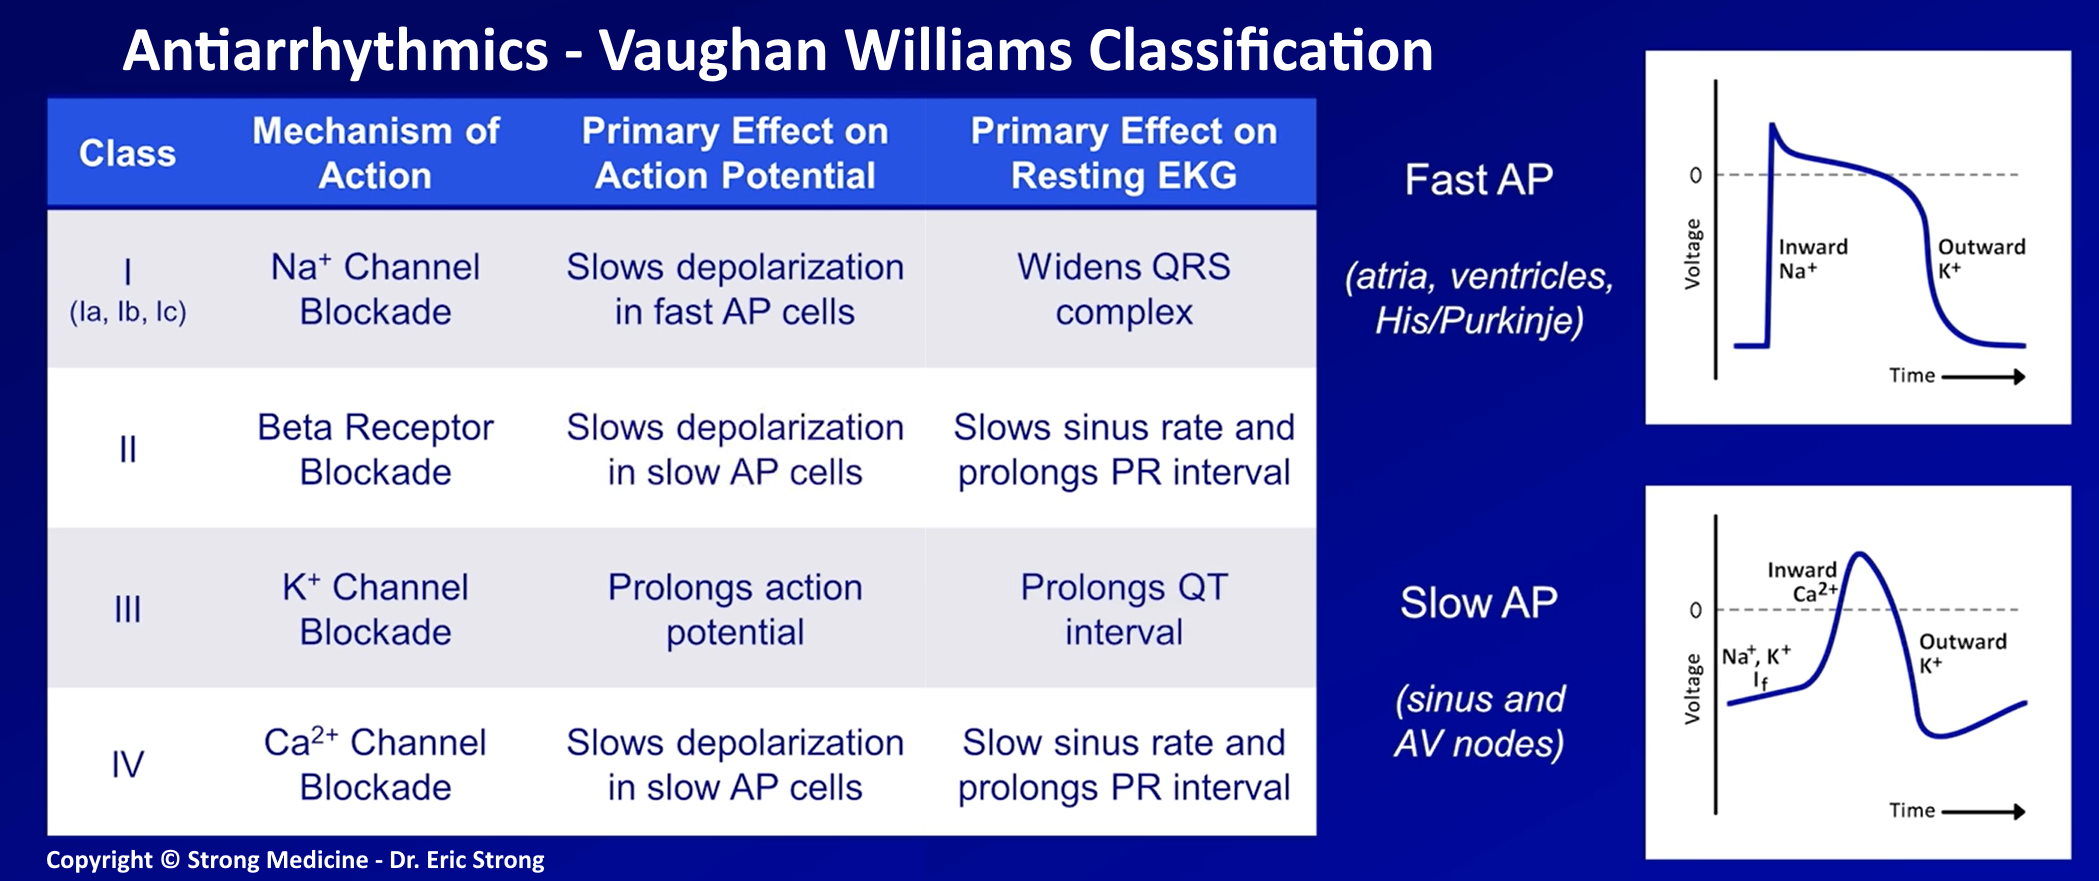 Antiarrhythmics - Vaughan Williams Classification
Class
Mechanism of
Action
Primary Effect on
Action Potential
Primary Effect on
Resting EKG
I
(Ia, Ib, Ic)
Na⁺ Channel
Blockade
Slows depolarization
in fast AP cells
Widens QRS
complex
II
Beta Receptor
Blockade
Slows depolarization
in slow AP cells
Slows sinus rate and
prolongs PR interval
III
K⁺ Channel
Blockade
Prolongs action
potential
Prolongs QT
interval
IV
Ca²⁺ Channel
Blockade
Slows depolarization
in slow AP cells
Slow sinus rate and
prolongs PR interval
Fast AP
(atria, ventricles,
His/Purkinje)
0
Voltage
Inward
Na⁺
Outward
K⁺
Time
Slow AP
(sinus and
AV nodes)
0
Voltage
Inward
Ca²⁺
Na⁺, K⁺
I_f
Outward
K⁺
Time
Copyright © Strong Medicine - Dr. Eric Strong